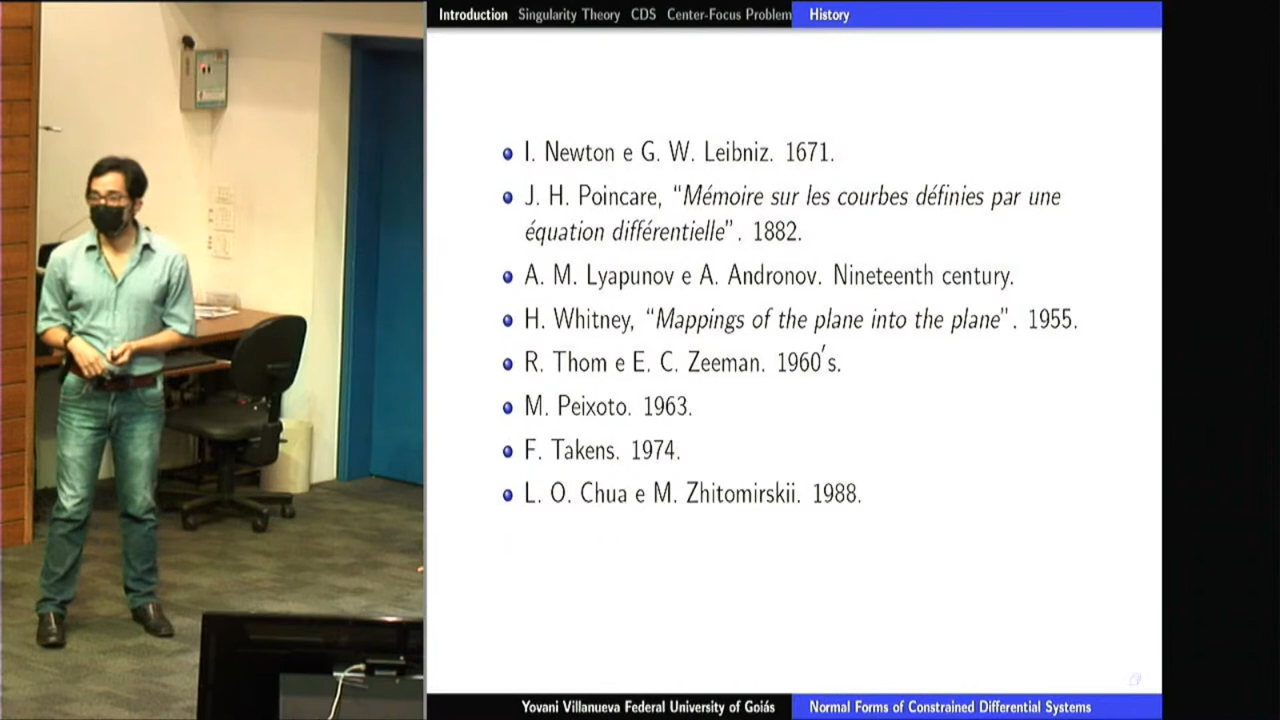 Introduction Singularity Theory CDS Center-Focus Problem History
I. Newton e G. W. Leibniz. 1671.
J. H. Poincare, “Mémoire sur les courbes définies par une
équation différentielle”. 1882.
A. M. Lyapunov e A. Andronov. Nineteenth century.
H. Whitney, “Mappings of the plane into the plane”. 1955.
R. Thom e E. C. Zeeman. 1960's.
M. Peixoto. 1963.
F. Takens. 1974.
L. O. Chua e M. Zhitomirskii. 1988.
Yovani Villanueva Federal University of Goiás Normal Forms of Constrained Differential Systems